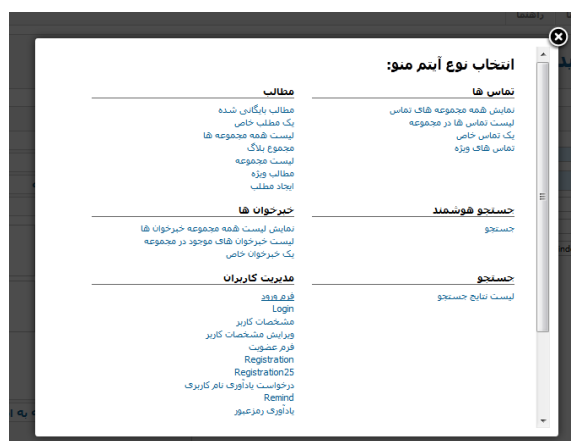 راهنما
انتخاب نوع آیتم منو:
تماس ها
نمایش همه مجموعه های تماس
لیست تماس ها در مجموعه
یک تماس خاص
تماس های ویژه
مطالب
مطالب بایگانی شده
یک مطلب خاص
لیست همه مجموعه ها
مجموع بلاگ
لیست مجموعه
مطالب ویژه
ایجاد مطلب
جستجو هوشمند
جستجو
خبرخوان ها
نمایش لیست همه مجموعه خبرخوان ها
لیست خبرخوان های موجود در مجموعه
یک خبرخوان خاص
جستجو
لیست نتایج جستجو
مدیریت کاربران
فرم ورود
Login
مشخصات کاربر
ویرایش مشخصات کاربر
فرم عضویت
Registration
Registration25
درخواست یادآوری نام کاربری
Remind
یادآوری رمزعبور